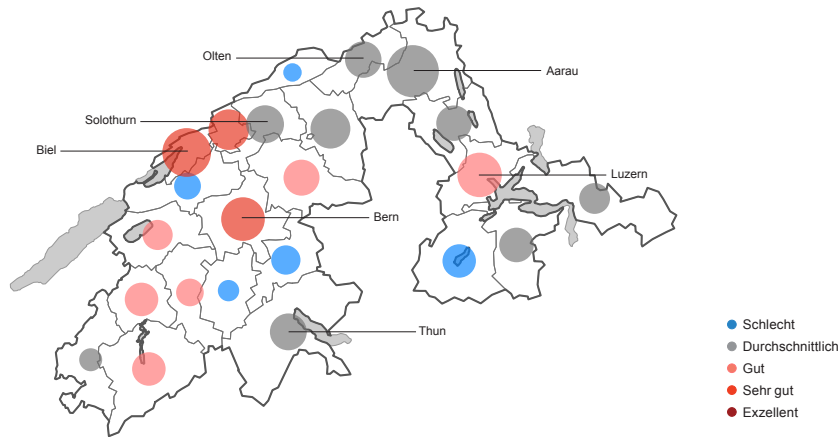 Olten
Aarau
Solothurn
Biel
Luzern
Bern
Thun
Schlecht
Durchschnittlich
Gut
Sehr gut
Exzellent